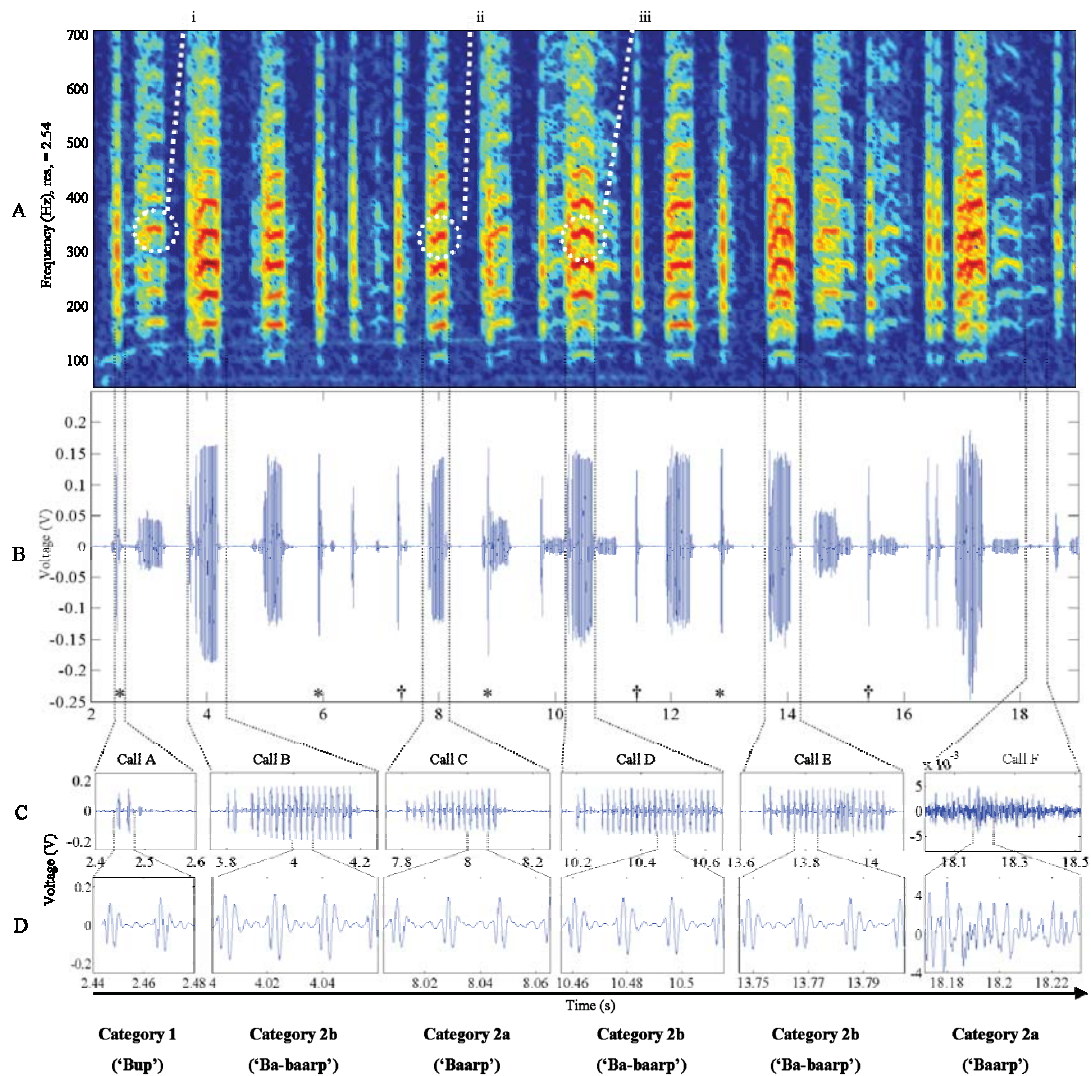 i ii iii
A
Frequency (Hz), res. = 2.54
700
600
500
400
300
200
100
B
Voltage (V)
0.2
0.15
0.1
0.05
0
-0.05
-0.1
-0.15
-0.2
-0.25
* * † * † * †
2 4 6 8 10 12 14 16 18
Call A Call B Call C Call D Call E Call F
C
Voltage (V)
0.2
0
-0.2
x 10-3
5
0
-5
2.4 2.5 2.6 3.8 4 4.2 7.8 8 8.2 10.2 10.4 10.6 13.6 13.8 14 18.1 18.3 18.5
D
0.2
0
-0.2
4
0
-4
2.44 2.46 2.48 4 4.02 4.04 8.02 8.04 8.06 10.46 10.48 10.5 13.75 13.77 13.79 18.18 18.2 18.22
Time (s)
Category 1 Category 2b Category 2a Category 2b Category 2b Category 2a
(‘Bup’) (‘Ba-baarp’) (‘Baarp’) (‘Ba-baarp’) (‘Ba-baarp’) (‘Baarp’)